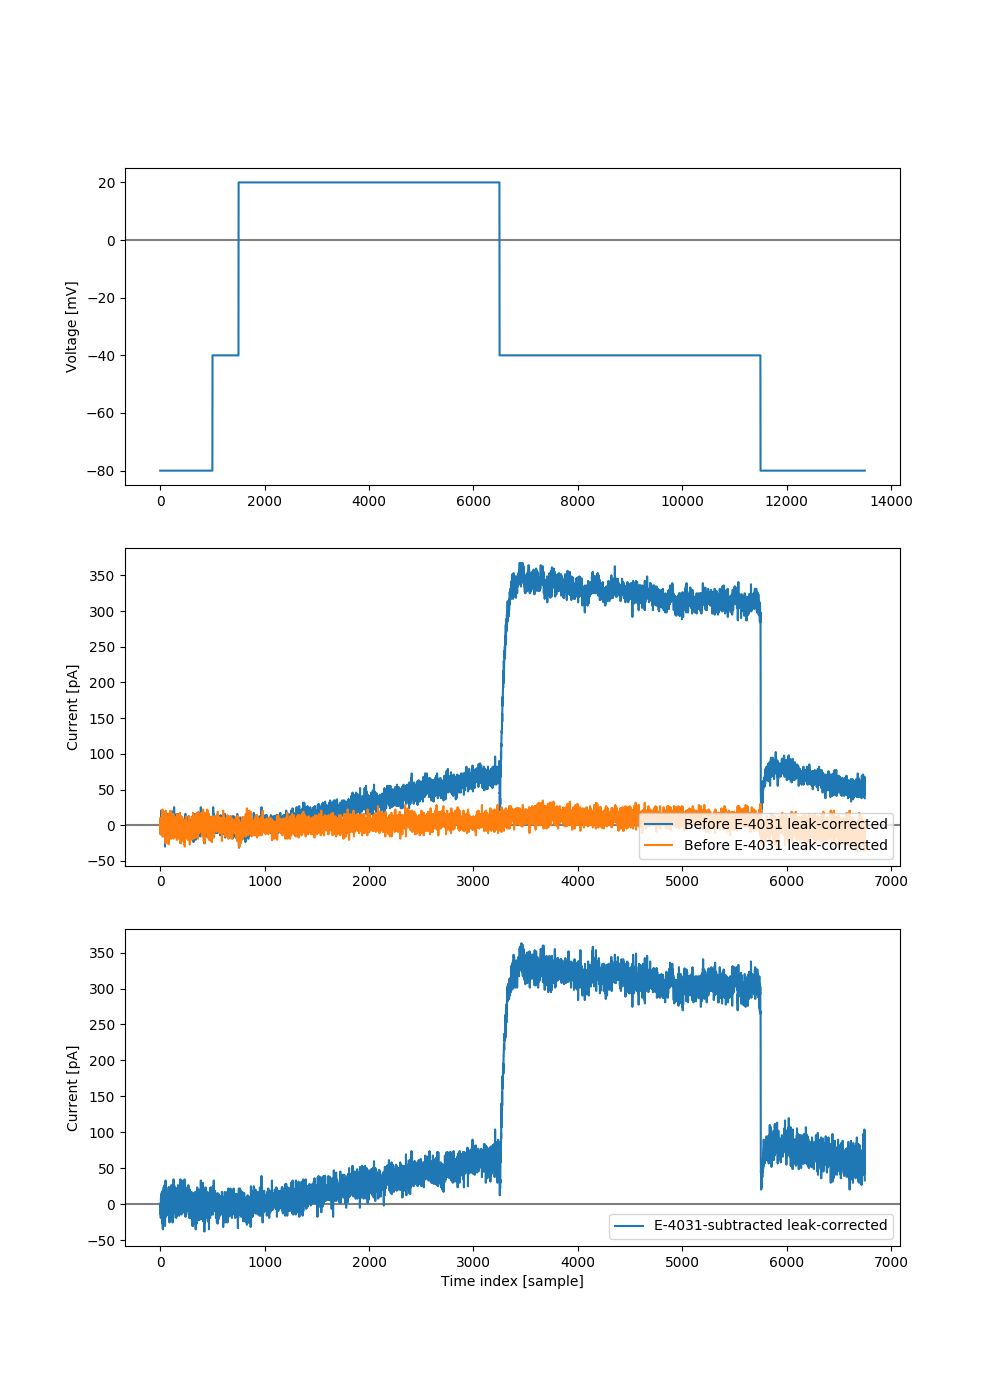 20
0
−20
−40
−60
−80
Voltage [mV]
0 2000 4000 6000 8000 10000 12000 14000
350
300
250
200
150
100
50
0
−50
Current [pA]
Before E-4031 leak-corrected
Before E-4031 leak-corrected
0 1000 2000 3000 4000 5000 6000 7000
350
300
250
200
150
100
50
0
−50
Current [pA]
E-4031-subtracted leak-corrected
0 1000 2000 3000 4000 5000 6000 7000
Time index [sample]